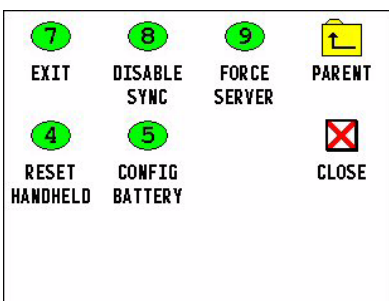 7 8 9
EXIT DISABLE SYNC FORCE SERVER PARENT
4 5
RESET HANDHELD CONFIG BATTERY CLOSE